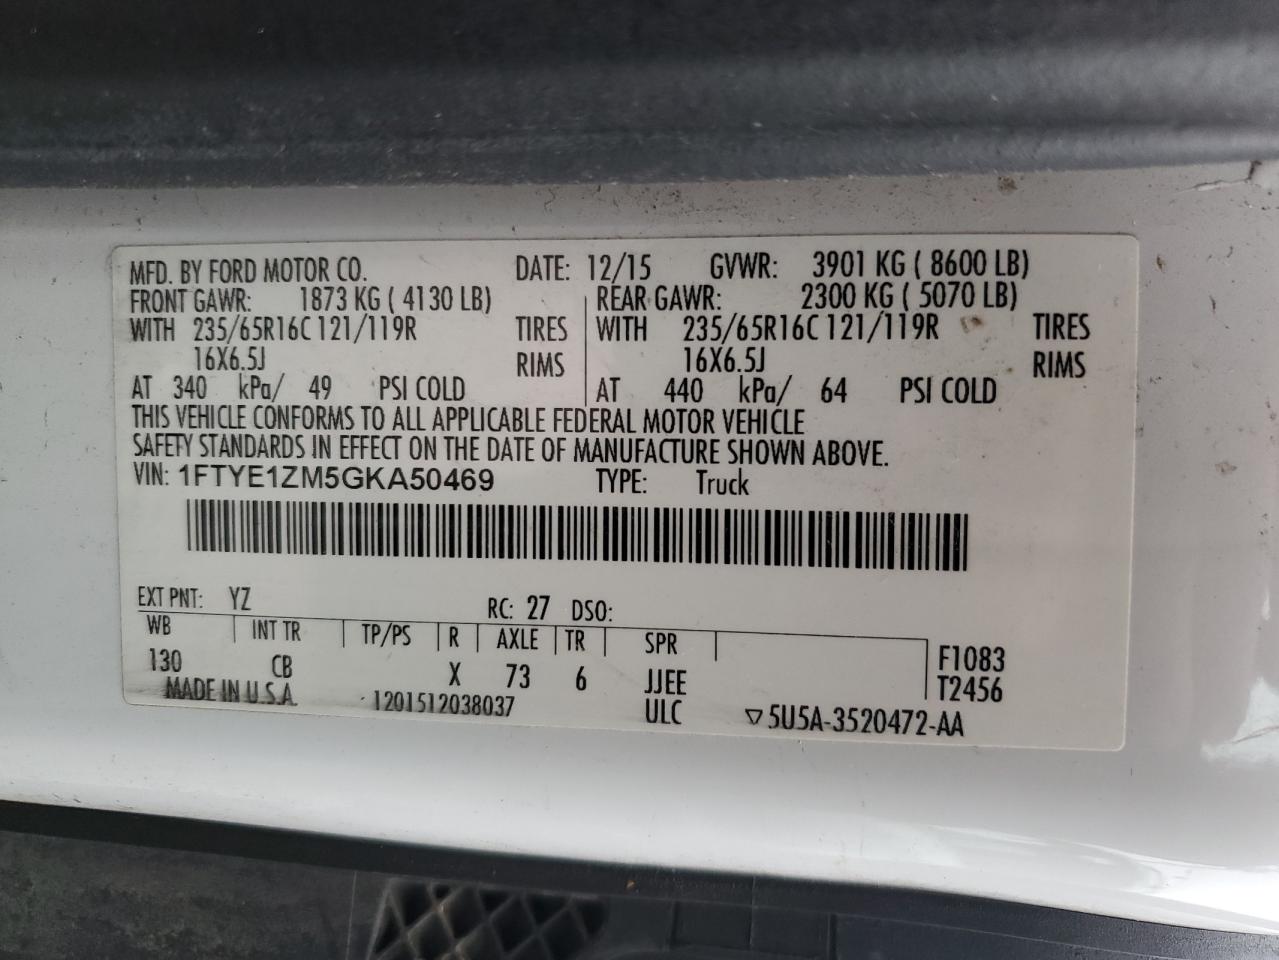 MFD. BY FORD MOTOR CO. DATE: 12/15 GVWR: 3901 KG ( 8600 LB)
FRONT GAWR: 1873 KG ( 4130 LB) REAR GAWR: 2300 KG ( 5070 LB)
WITH 235/65R16C 121/119R TIRES WITH 235/65R16C 121/119R TIRES
16X6.5J RIMS 16X6.5J RIMS
AT 340 kPa/ 49 PSI COLD AT 440 kPa/ 64 PSI COLD
THIS VEHICLE CONFORMS TO ALL APPLICABLE FEDERAL MOTOR VEHICLE
SAFETY STANDARDS IN EFFECT ON THE DATE OF MANUFACTURE SHOWN ABOVE.
VIN: 1FTYE1ZM5GKA50469 TYPE: Truck
EXT PNT: YZ RC: 27 DSO:
WB INT TR TP/PS R AXLE TR SPR F1083
130 CB X 73 6 JJEE T2456
MADE IN U.S.A. 1201512038037 ULC ▽5U5A-3520472-AA